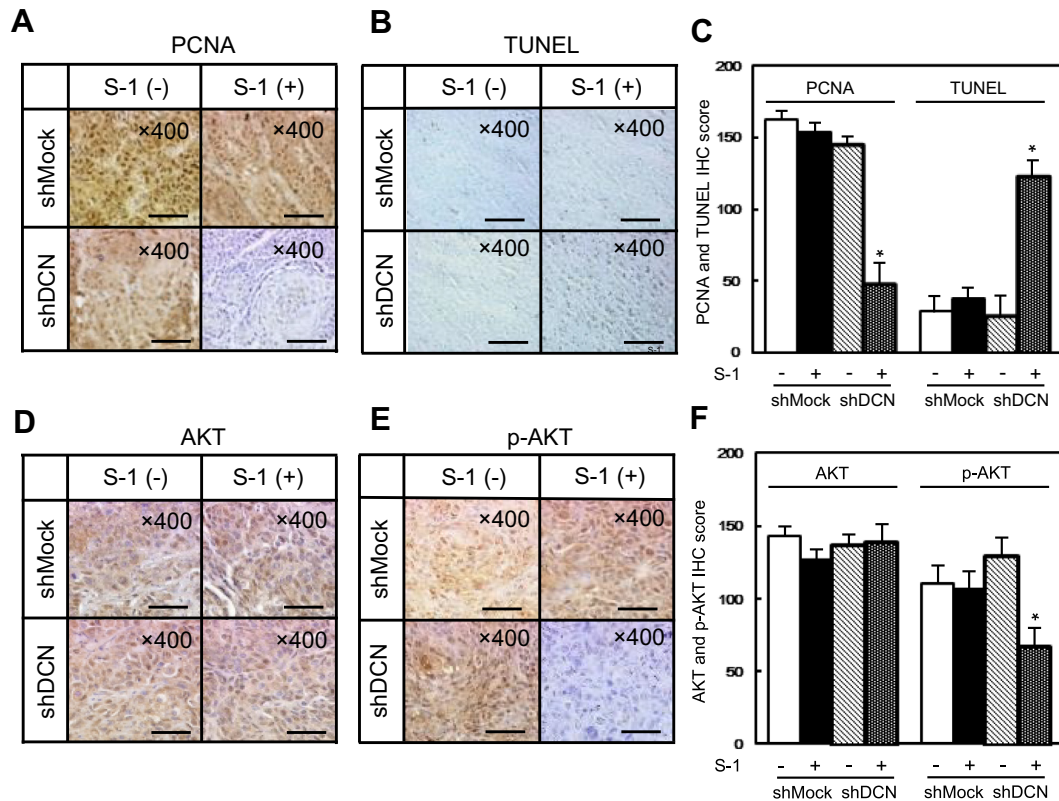 A
PCNA
S-1 (-) S-1 (+)
shMock ×400 ×400
shDCN ×400 ×400
B
TUNEL
S-1 (-) S-1 (+)
shMock ×400 ×400
shDCN ×400 ×400
S-1
C
PCNA and TUNEL IHC score
200
150
100
50
0
PCNA TUNEL
*
*
S-1 - + - + - + - +
shMock shDCN shMock shDCN
D
AKT
S-1 (-) S-1 (+)
shMock ×400 ×400
shDCN ×400 ×400
E
p-AKT
S-1 (-) S-1 (+)
shMock ×400 ×400
shDCN ×400 ×400
F
AKT and p-AKT IHC score
200
150
100
50
0
AKT p-AKT
*
S-1 - + - + - + - +
shMock shDCN shMock shDCN